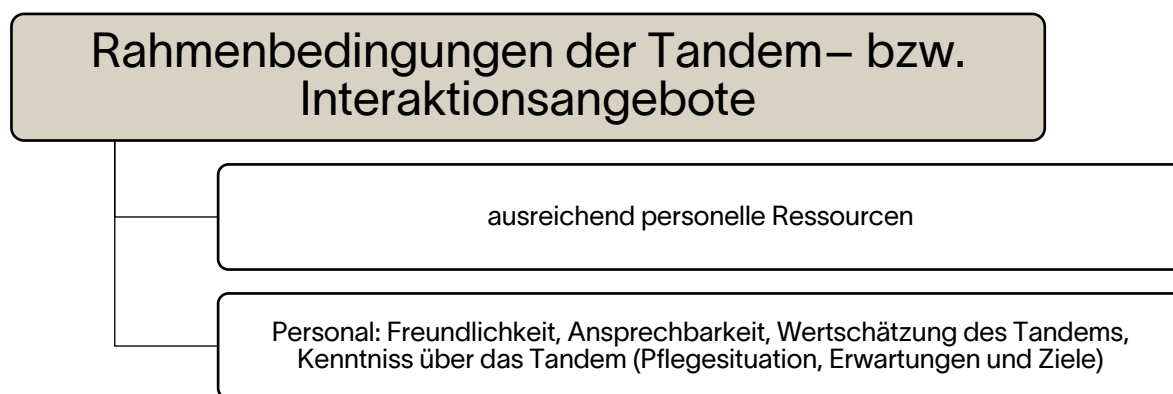 Rahmenbedingungen der Tandem– bzw.
Interaktionsangebote
ausreichend personelle Ressourcen
Personal: Freundlichkeit, Ansprechbarkeit, Wertschätzung des Tandems,
Kenntniss über das Tandem (Pflegesituation, Erwartungen und Ziele)